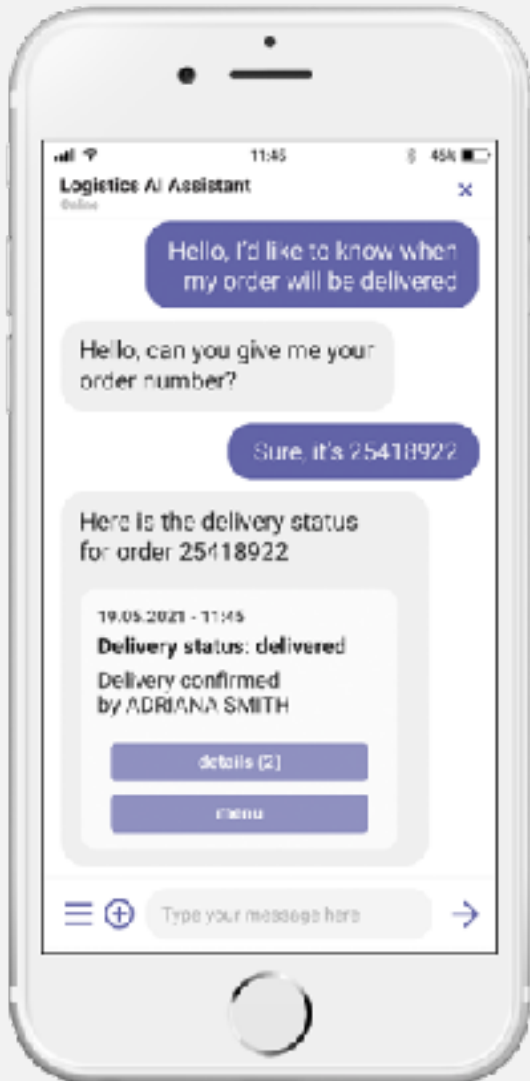 11:45
45%
Logistics AI Assistant
Online
Hello, I'd like to know when
my order will be delivered
Hello, can you give me your
order number?
Sure, it's 25418922
Here is the delivery status
for order 25418922
19.05.2021 - 11:45
Delivery status: delivered
Delivery confirmed
by ADRIANA SMITH
details (2)
menu
Type your message here